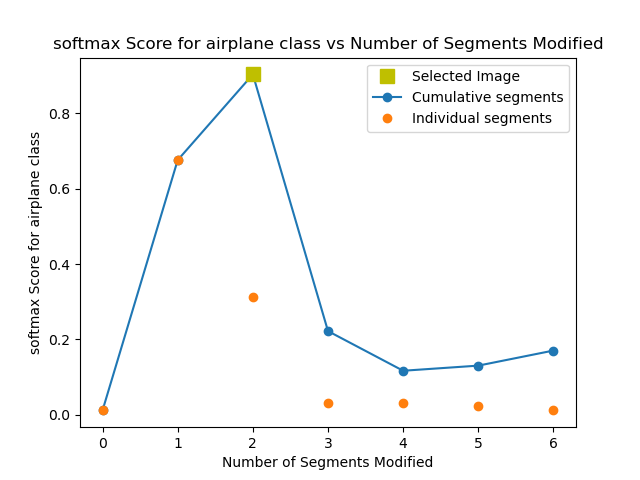 softmax Score for airplane class vs Number of Segments Modified
Selected Image
Cumulative segments
Individual segments
softmax Score for airplane class
0.8
0.6
0.4
0.2
0.0
0 1 2 3 4 5 6
Number of Segments Modified